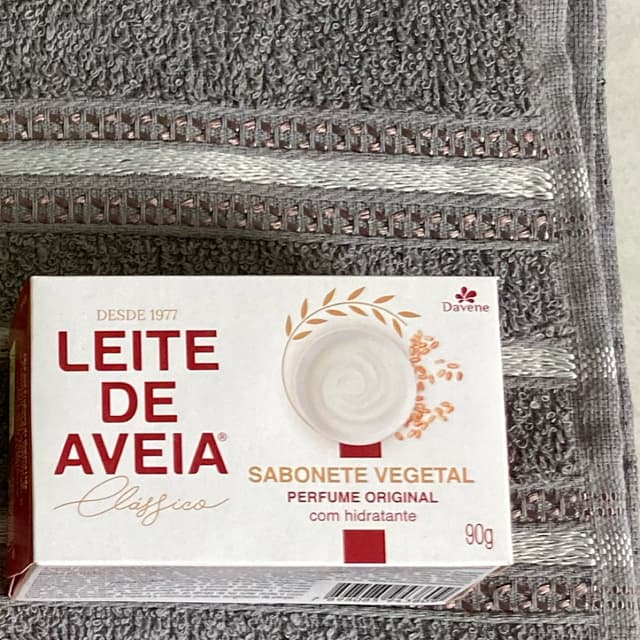 DESDE 1977
LEITE
DE
AVEIA®
Clássico
Davene
SABONETE VEGETAL
PERFUME ORIGINAL
com hidratante
90g